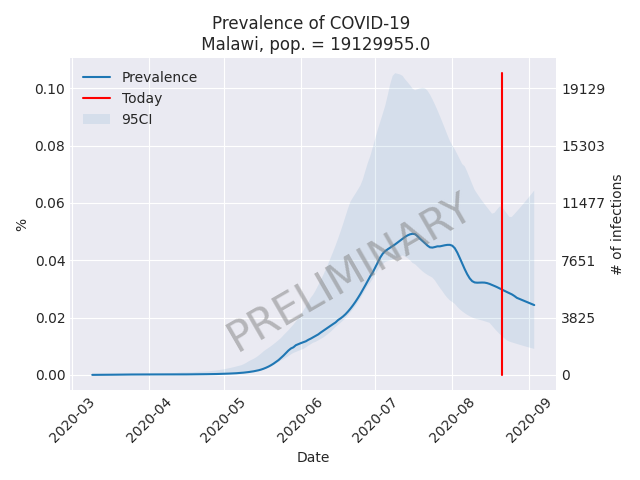 Prevalence of COVID-19
Malawi, pop. = 19129955.0
Prevalence
Today
95CI
0.10
0.08
0.06
0.04
0.02
0.00
%
19129
15303
11477
7651
3825
0
# of infections
PRELIMINARY
2020-03
2020-04
2020-05
2020-06
2020-07
2020-08
2020-09
Date